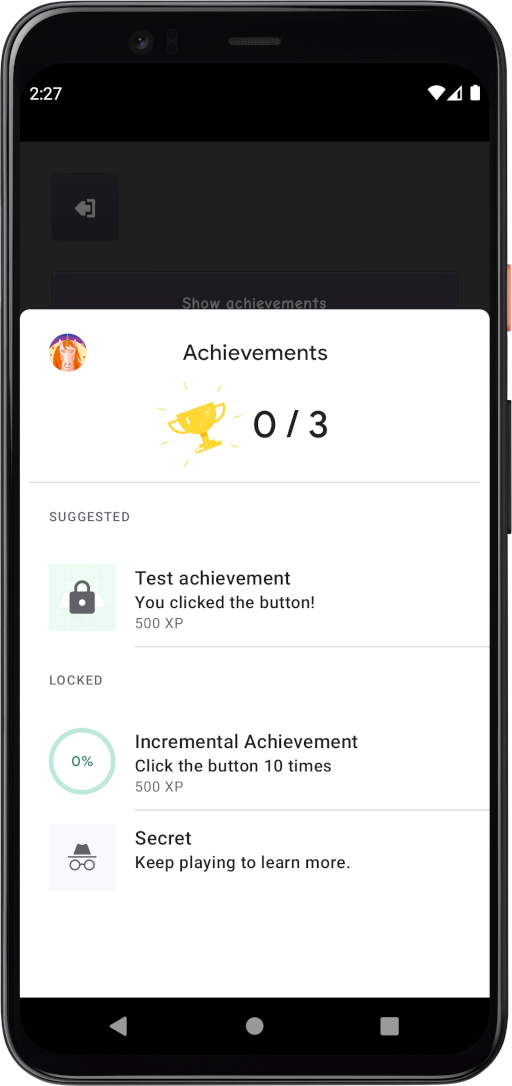 2:27
Show achievements
Achievements
0 / 3
SUGGESTED
Test achievement
You clicked the button!
500 XP
LOCKED
0%
Incremental Achievement
Click the button 10 times
500 XP
Secret
Keep playing to learn more.